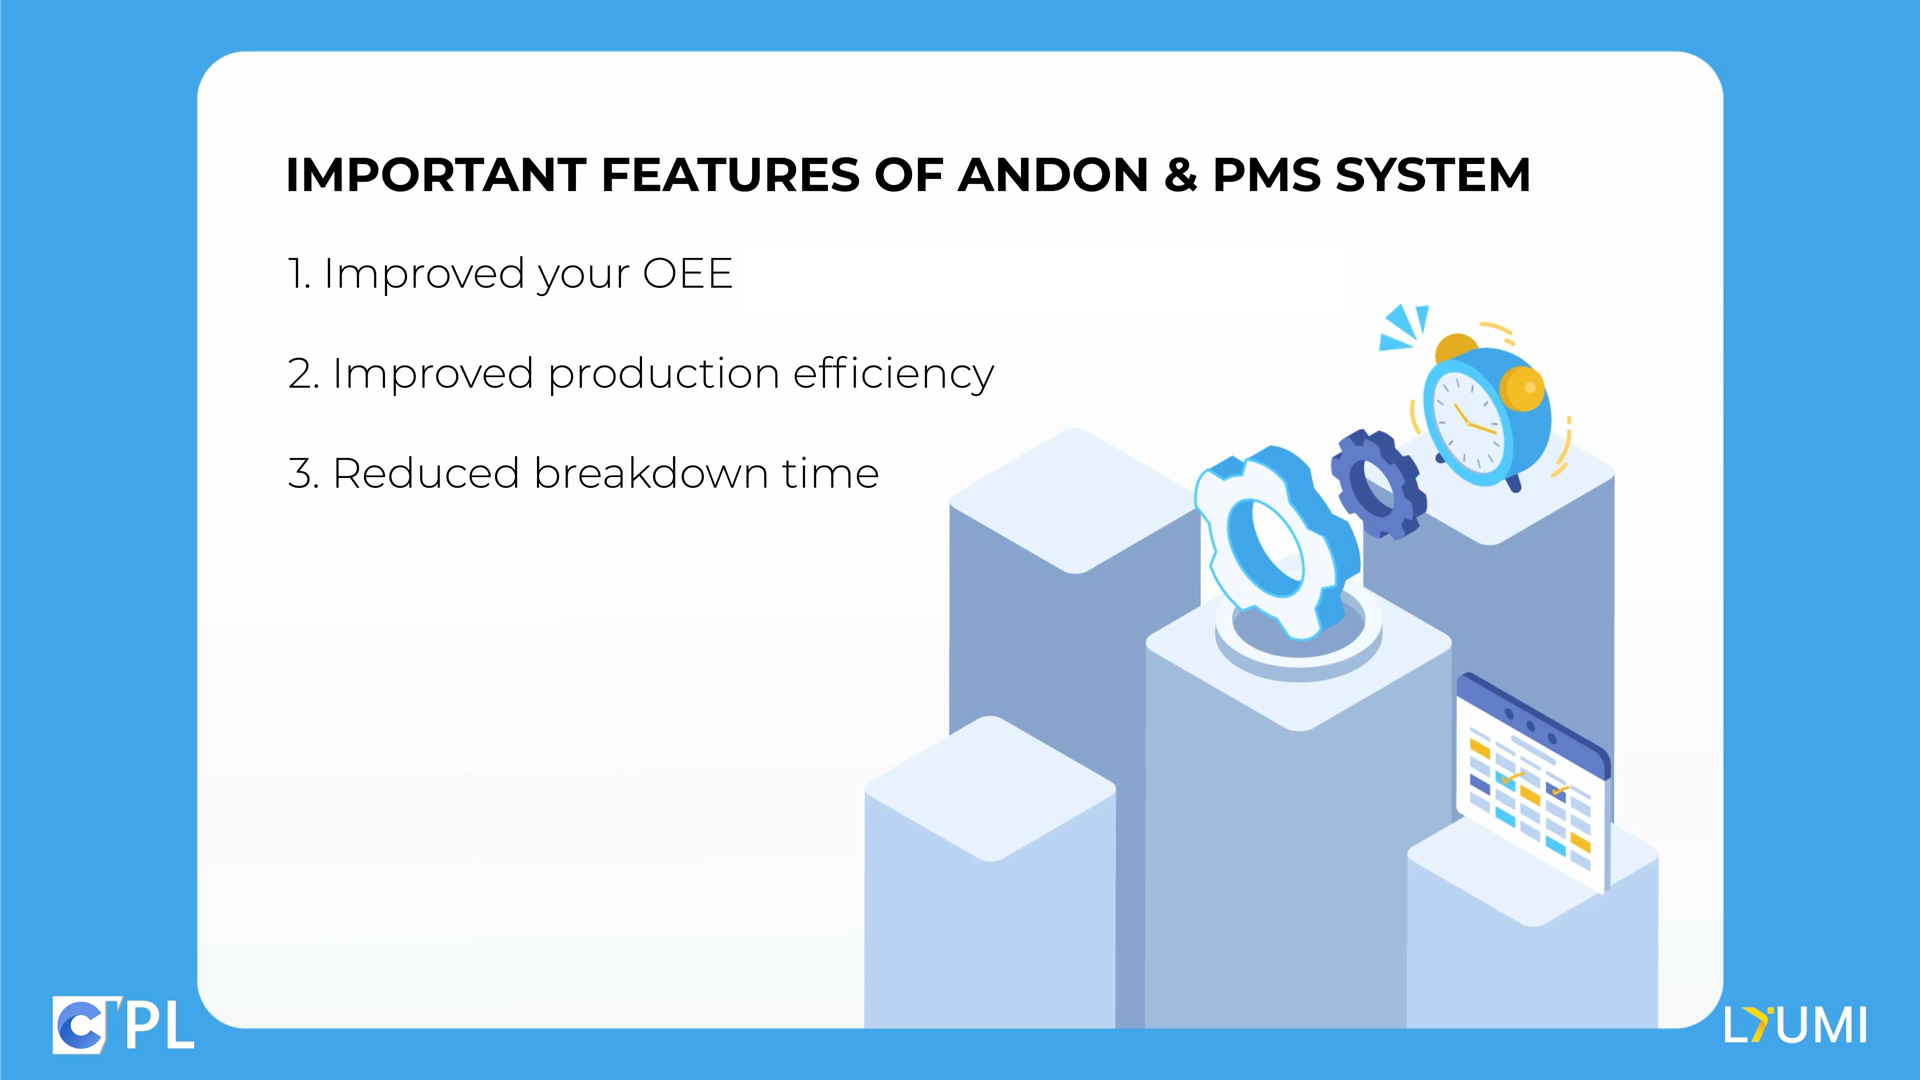 IMPORTANT FEATURES OF ANDON & PMS SYSTEM
1. Improved your OEE
2. Improved production efficiency
3. Reduced breakdown time
CTPL
LYUMI